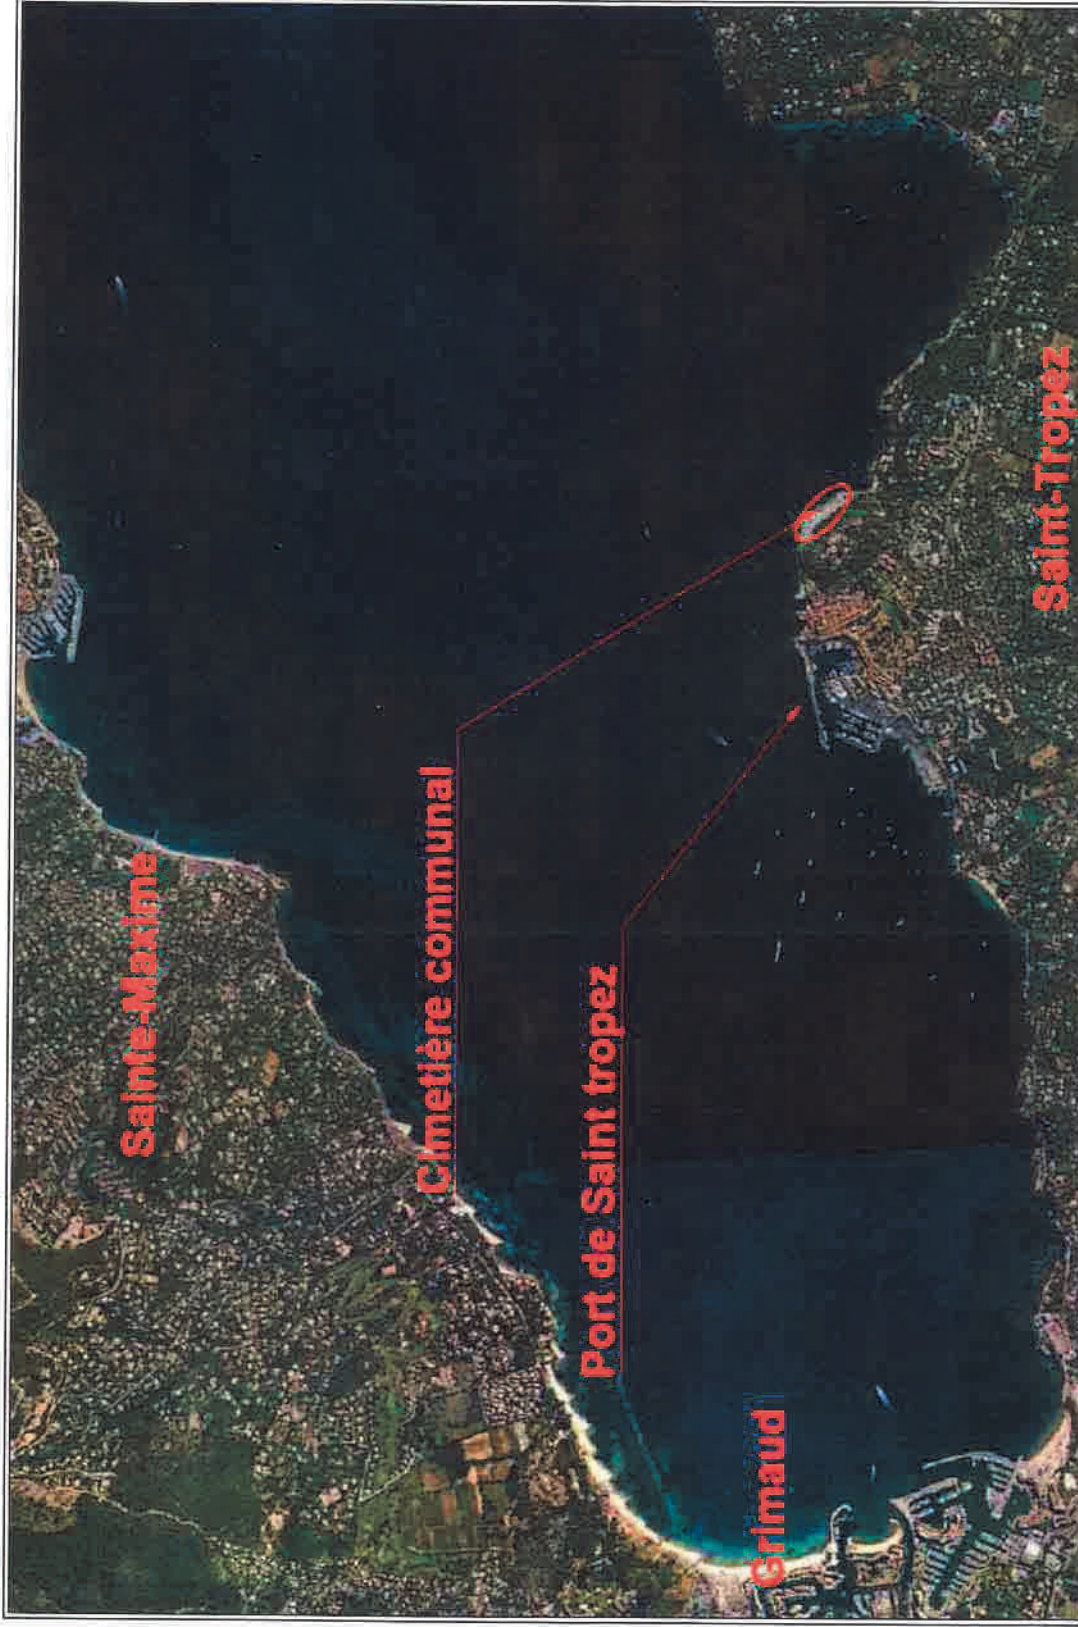 Sainte-Maxime
Cimetière communal
Port de Saint tropez
Grimaud
Saint-Tropez